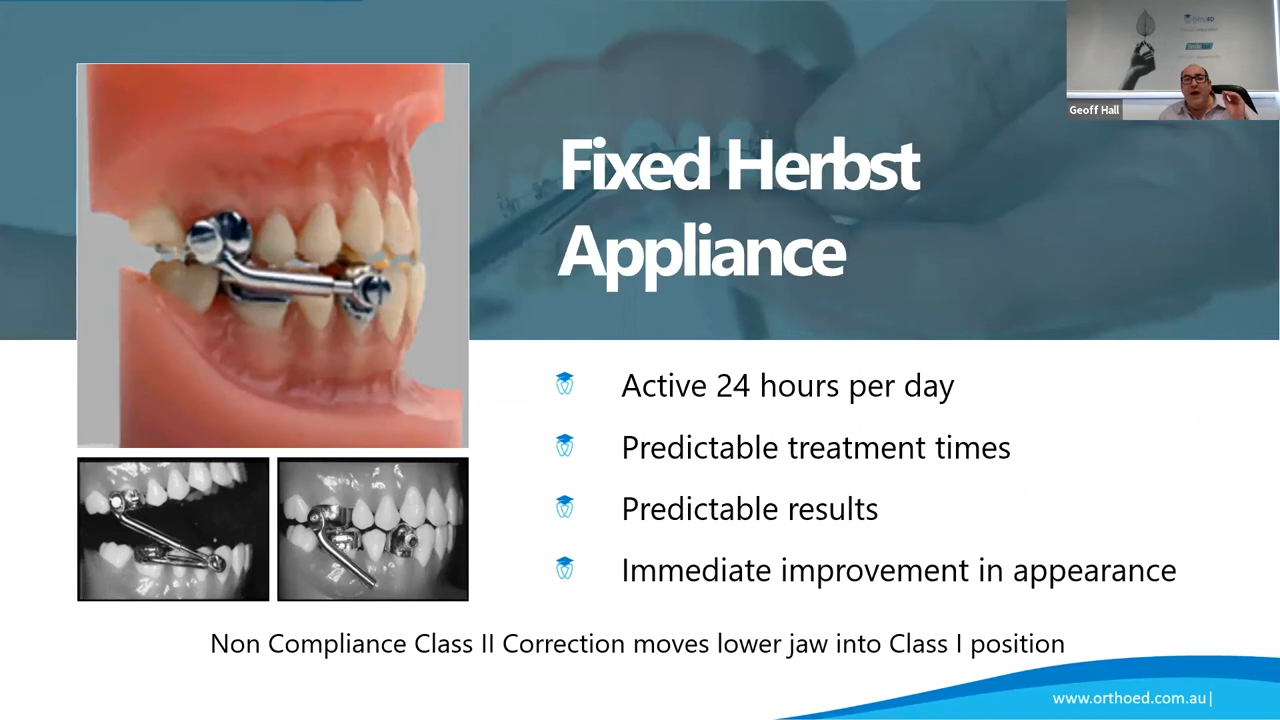 Geoff Hall
Fixed Herbst
Appliance
Active 24 hours per day
Predictable treatment times
Predictable results
Immediate improvement in appearance
Non Compliance Class II Correction moves lower jaw into Class I position
www.orthoed.com.au|